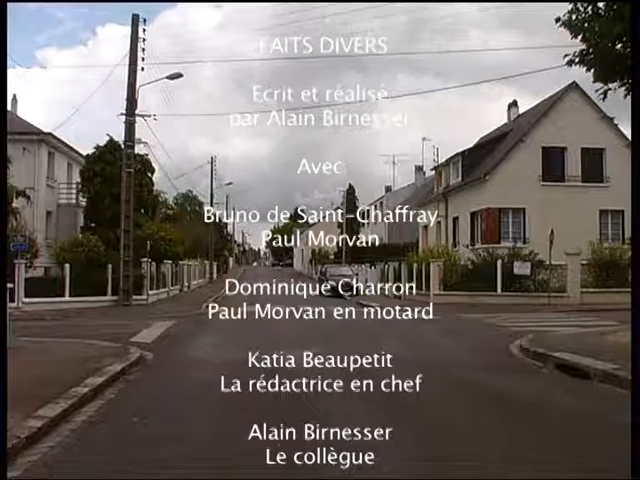 FAITS DIVERS
Ecrit et réalisé
par Alain Birnesser
Avec
Bruno de Saint-Chaffray
Paul Morvan
Dominique Charron
Paul Morvan en motard
Katia Beaupetit
La rédactrice en chef
Alain Birnesser
Le collègue